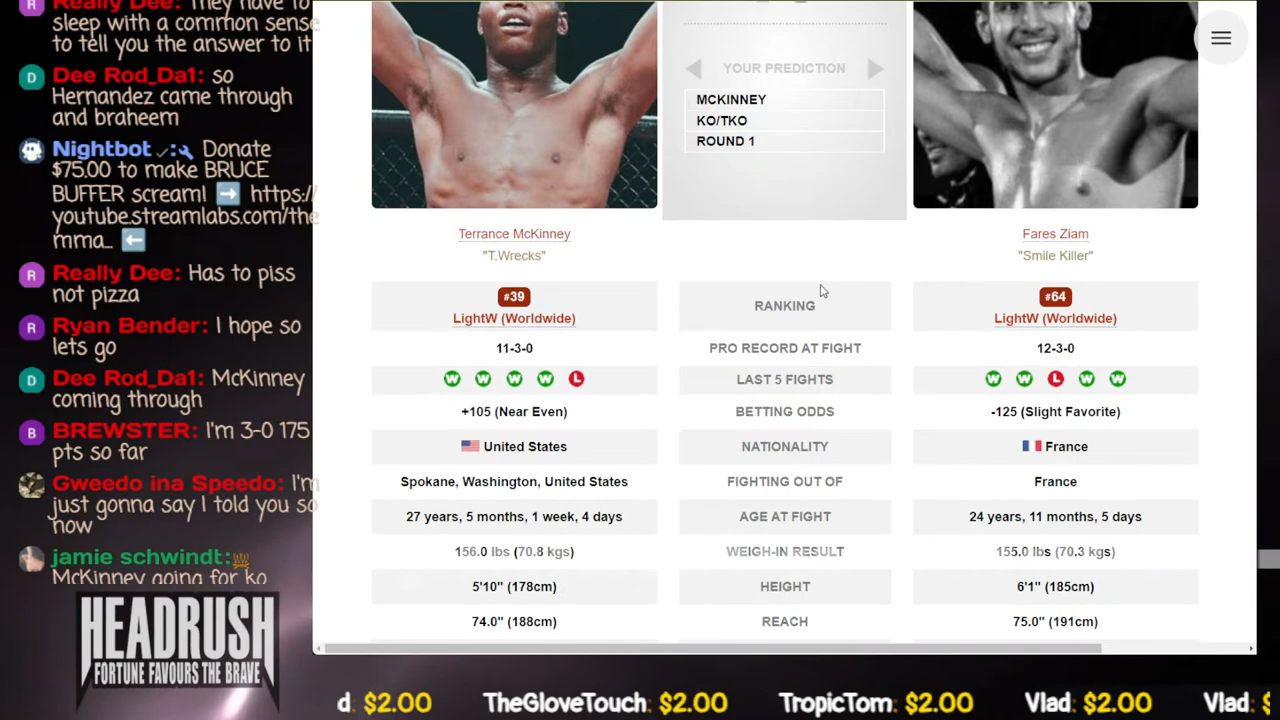 Really Dee: They have to
sleep with a common sense
to tell you the answer to it
Dee Rod_Da1: so
Hernandez came through
and braheem
Nightbot ✓: Donate
$75.00 to make BRUCE
BUFFER scream! ➡️ https:/
youtube.streamlabs.com/the
mma... ⬅️
Really Dee: Has to piss
not pizza
Ryan Bender: I hope so
lets go
Dee Rod_Da1: McKinney
coming through
BREWSTER: I'm 3-0 175
pts so far
Gweedo ina Speedo: I'm
just gonna say I told you so
now
jamie schwindt:
McKinney going for ko
HEADRUSH
FORTUNE FAVOURS THE BRAVE
YOUR PREDICTION
MCKINNEY
KO/TKO
ROUND 1
Terrance McKinney Fares Ziam
"T.Wrecks" "Smile Killer"
#39 RANKING #64
LightW (Worldwide) LightW (Worldwide)
11-3-0 PRO RECORD AT FIGHT 12-3-0
W W W W L LAST 5 FIGHTS W W L W W
+105 (Near Even) BETTING ODDS -125 (Slight Favorite)
United States NATIONALITY France
Spokane, Washington, United States FIGHTING OUT OF France
27 years, 5 months, 1 week, 4 days AGE AT FIGHT 24 years, 11 months, 5 days
156.0 lbs (70.8 kgs) WEIGH-IN RESULT 155.0 lbs (70.3 kgs)
5'10" (178cm) HEIGHT 6'1" (185cm)
74.0" (188cm) REACH 75.0" (191cm)
d: $2.00 TheGloveTouch: $2.00 TropicTom: $2.00 Vlad: $2.00 Vlad: $